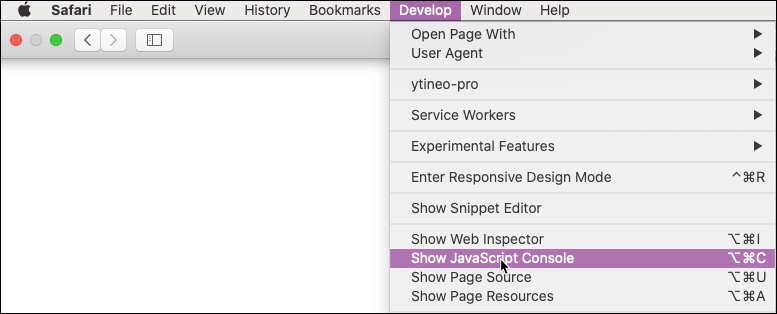 Safari File Edit View History Bookmarks Develop Window Help
Open Page With
User Agent
ytineo-pro
Service Workers
Experimental Features
Enter Responsive Design Mode ^⌘R
Show Snippet Editor
Show Web Inspector ⌥⌘I
Show JavaScript Console ⌥⌘C
Show Page Source ⌥⌘U
Show Page Resources ⌥⌘A